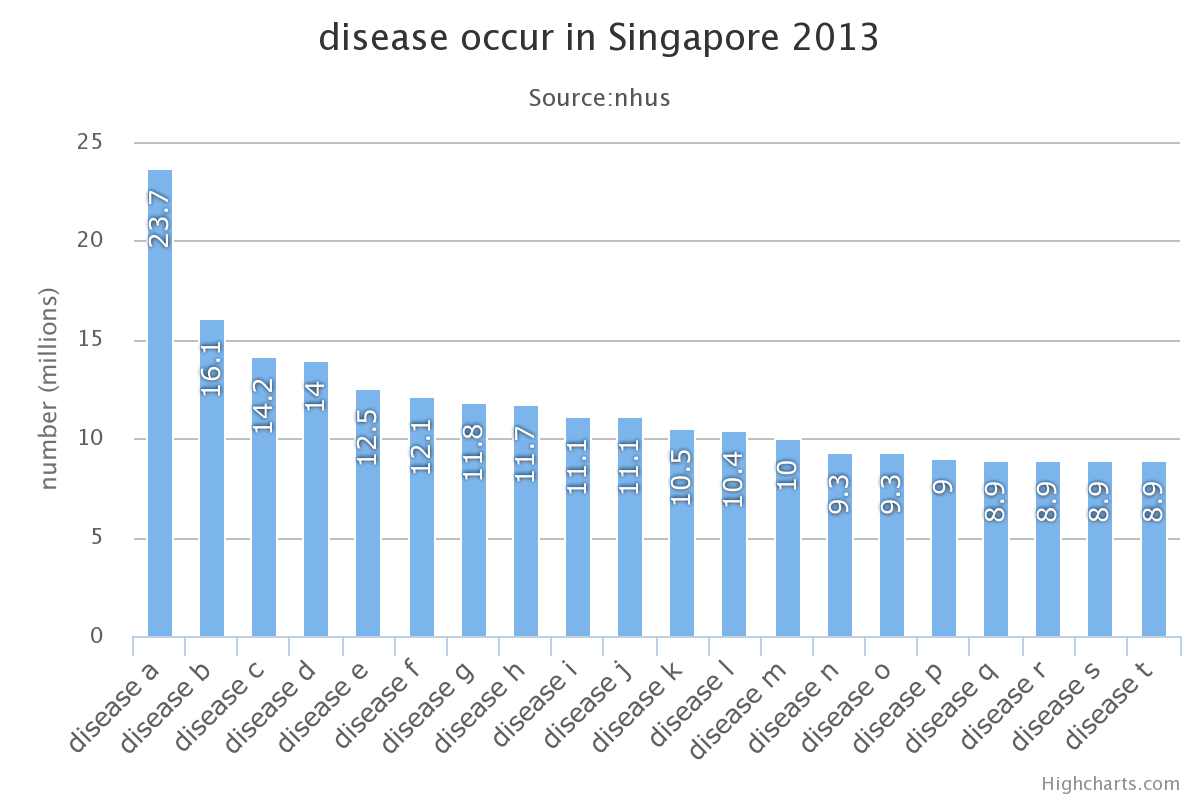 disease occur in Singapore 2013
Source:nhus
number (millions)
25
20
15
10
5
0
23.7
16.1
14.2
14
12.5
12.1
11.8
11.7
11.1
11.1
10.5
10.4
10
9.3
9.3
9
8.9
8.9
8.9
8.9
disease a
disease b
disease c
disease d
disease e
disease f
disease g
disease h
disease i
disease j
disease k
disease l
disease m
disease n
disease o
disease p
disease q
disease r
disease s
disease t
Highcharts.com